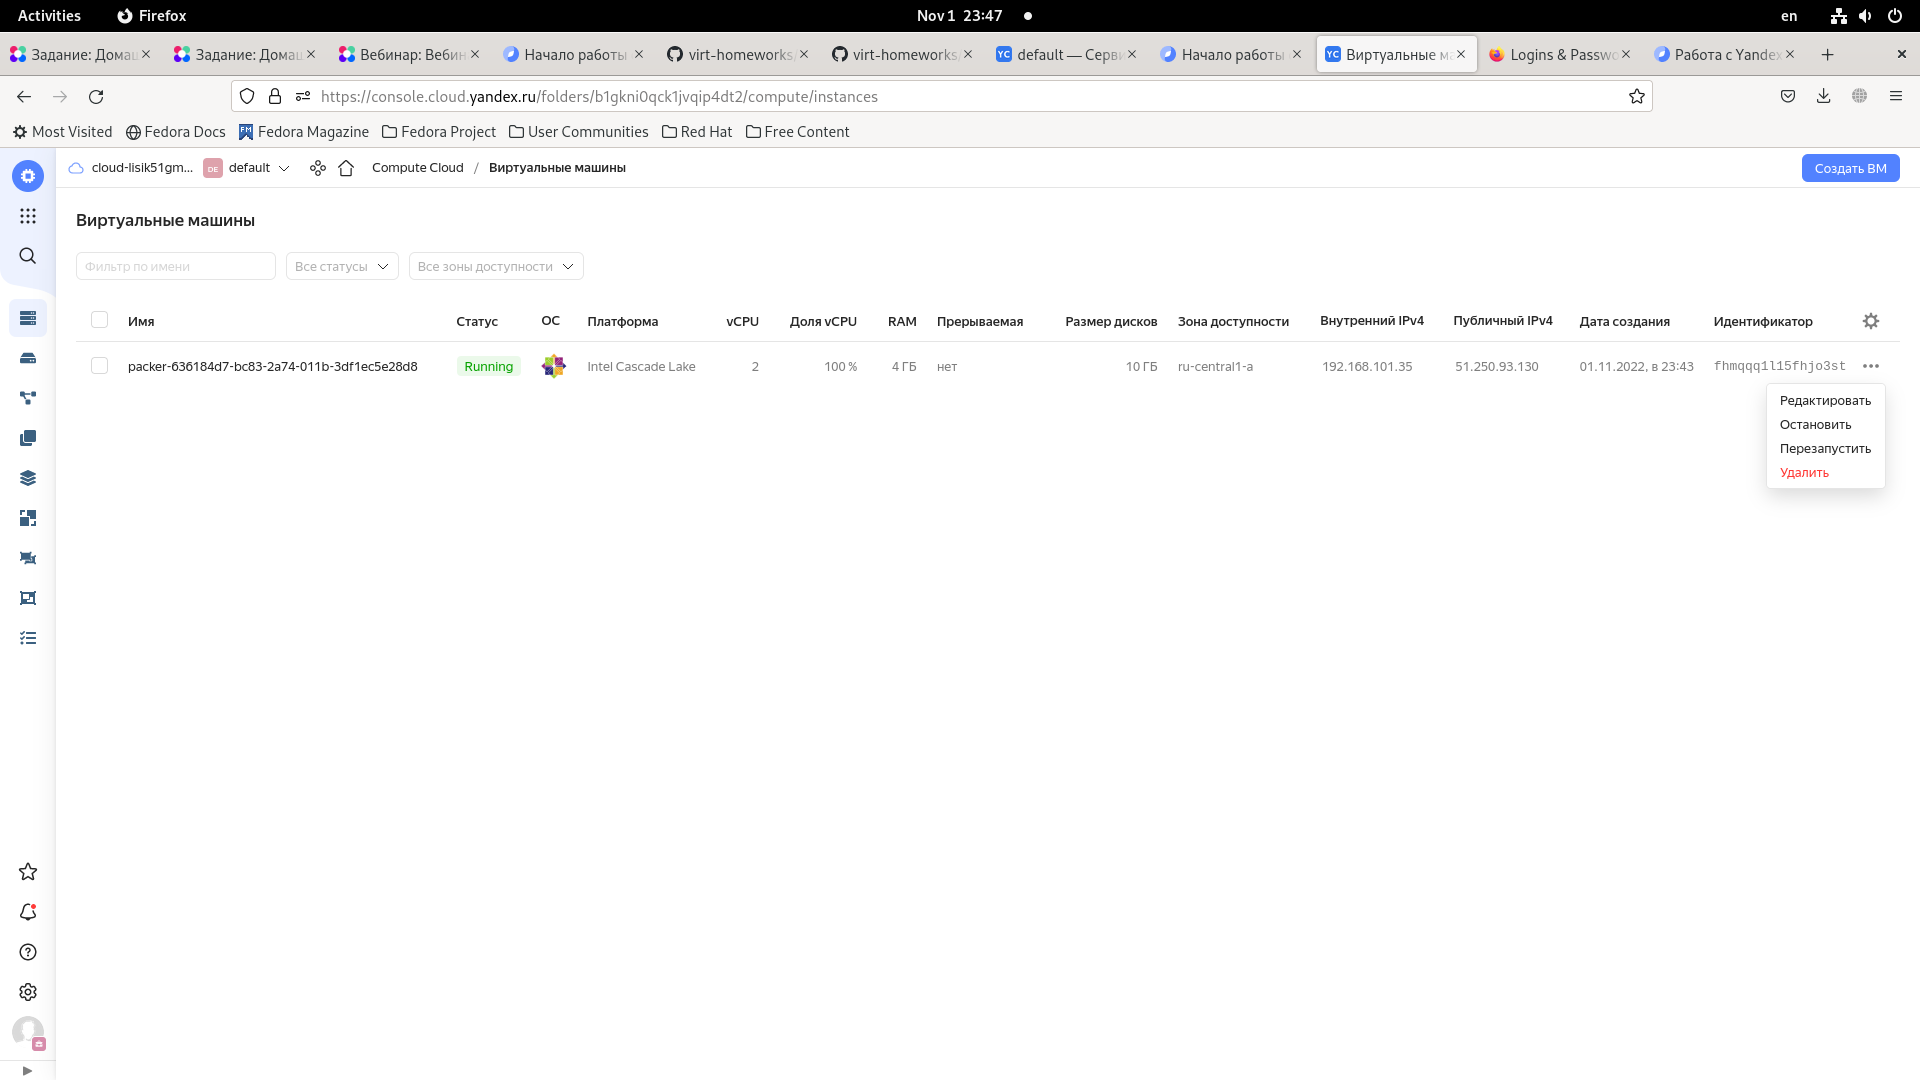 Activities Firefox Nov 1 23:47 en
Задание: Домаш Задание: Домаш Вебинар: Вебин Начало работы virt-homeworks/ virt-homeworks/ default — Серви Начало работы Виртуальные ма Logins & Passwo Работа с Yandex
https://console.cloud.yandex.ru/folders/b1gkni0qck1jvqip4dt2/compute/instances
Most Visited Fedora Docs Fedora Magazine Fedora Project User Communities Red Hat Free Content
cloud-lisik51gm... DE default Compute Cloud / Виртуальные машины Создать ВМ
Виртуальные машины
Фильтр по имени Все статусы Все зоны доступности
Имя Статус ОС Платформа vCPU Доля vCPU RAM Прерываемая Размер дисков Зона доступности Внутренний IPv4 Публичный IPv4 Дата создания Идентификатор
packer-636184d7-bc83-2a74-011b-3df1ec5e28d8 Running Intel Cascade Lake 2 100 % 4 ГБ нет 10 ГБ ru-central1-a 192.168.101.35 51.250.93.130 01.11.2022, в 23:43 fhmqqq1l15fhjo3st
Редактировать
Остановить
Перезапустить
Удалить